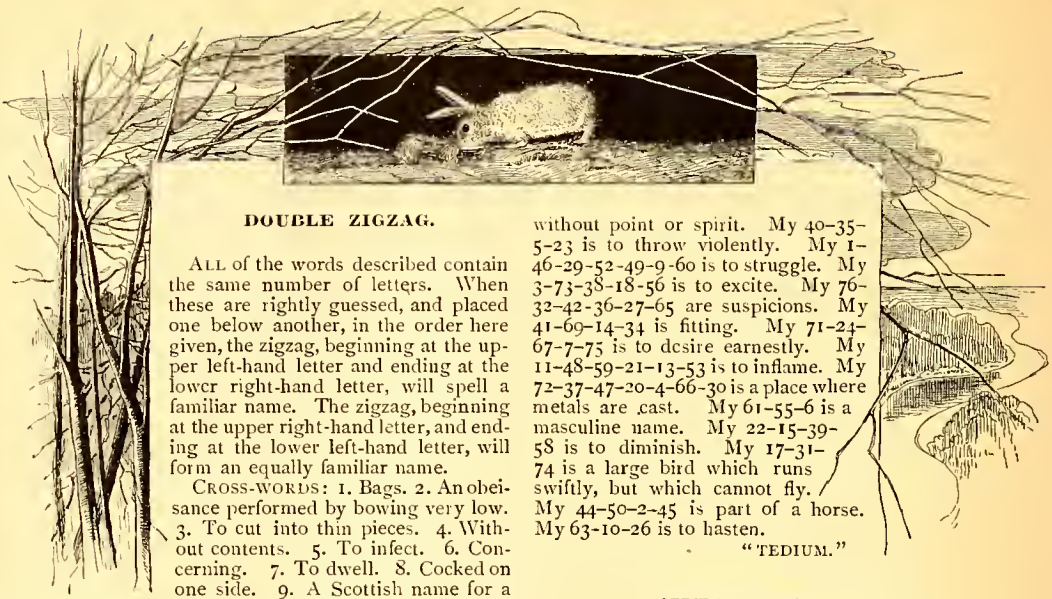 DOUBLE ZIGZAG.
ALL of the words described contain
the same number of letters. When
these are rightly guessed, and placed
one below another, in the order here
given, the zigzag, beginning at the up-
per left-hand letter and ending at the
lower right-hand letter, will spell a
familiar name. The zigzag, beginning
at the upper right-hand letter, and end-
ing at the lower left-hand letter, will
form an equally familiar name.
CROSS-WORDS: 1. Bags. 2. An obei-
sance performed by bowing very low.
3. To cut into thin pieces. 4. With-
out contents. 5. To infect. 6. Con-
cerning. 7. To dwell. 8. Cocked on
one side. 9. A Scottish name for a
without point or spirit. My 40-35-
5-23 is to throw violently. My 1-
46-29-52-49-9-60 is to struggle. My
3-73-38-18-56 is to excite. My 76-
32-42-36-27-65 are suspicions. My
41-69-14-34 is fitting. My 71-24-
67-7-75 is to desire earnestly. My
11-48-59-21-13-53 is to inflame. My
72-37-47-20-4-66-30 is a place where
metals are cast. My 61-55-6 is a
masculine name. My 22-15-39-
58 is to diminish. My 17-31-
74 is a large bird which runs
swiftly, but which cannot fly.
My 44-50-2-45 is part of a horse.
My 63-10-26 is to hasten.
"TEDIUM."